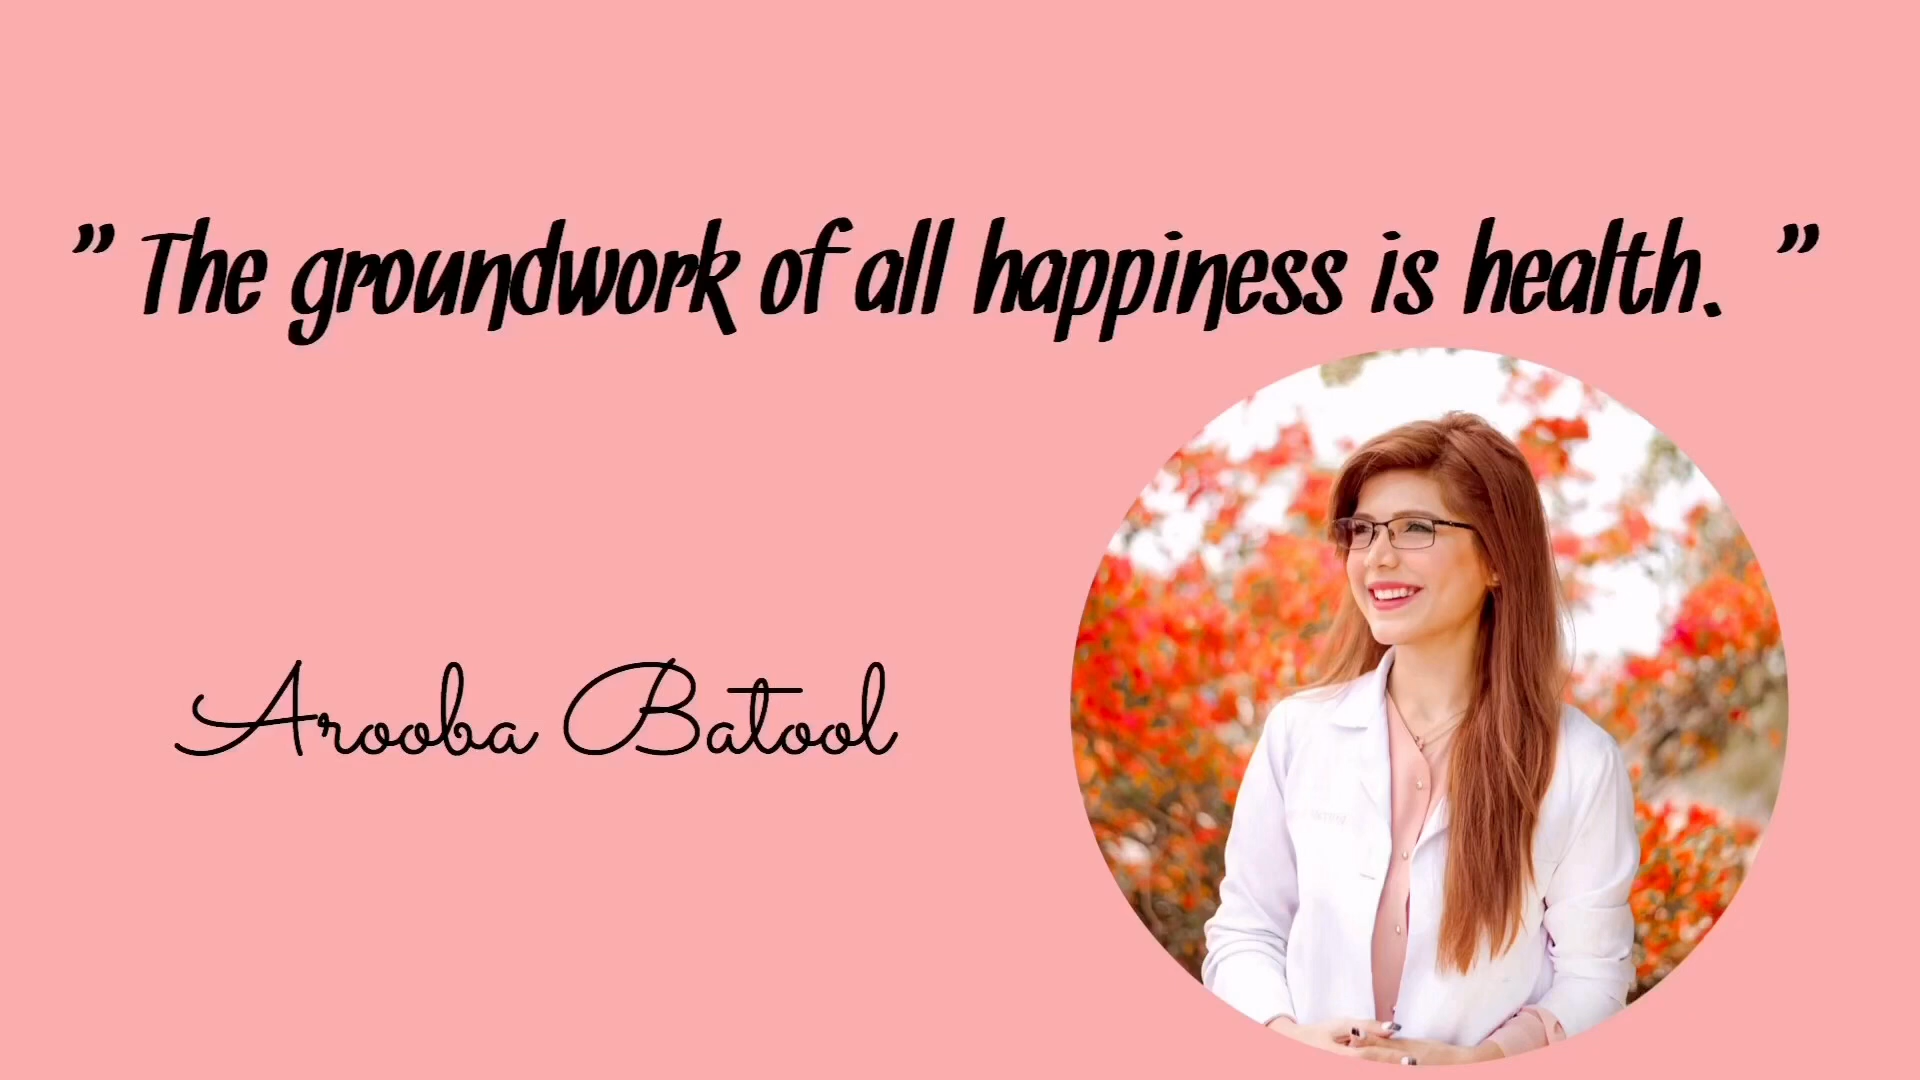 ” The groundwork of all happiness is health. ”
Arooba Batool